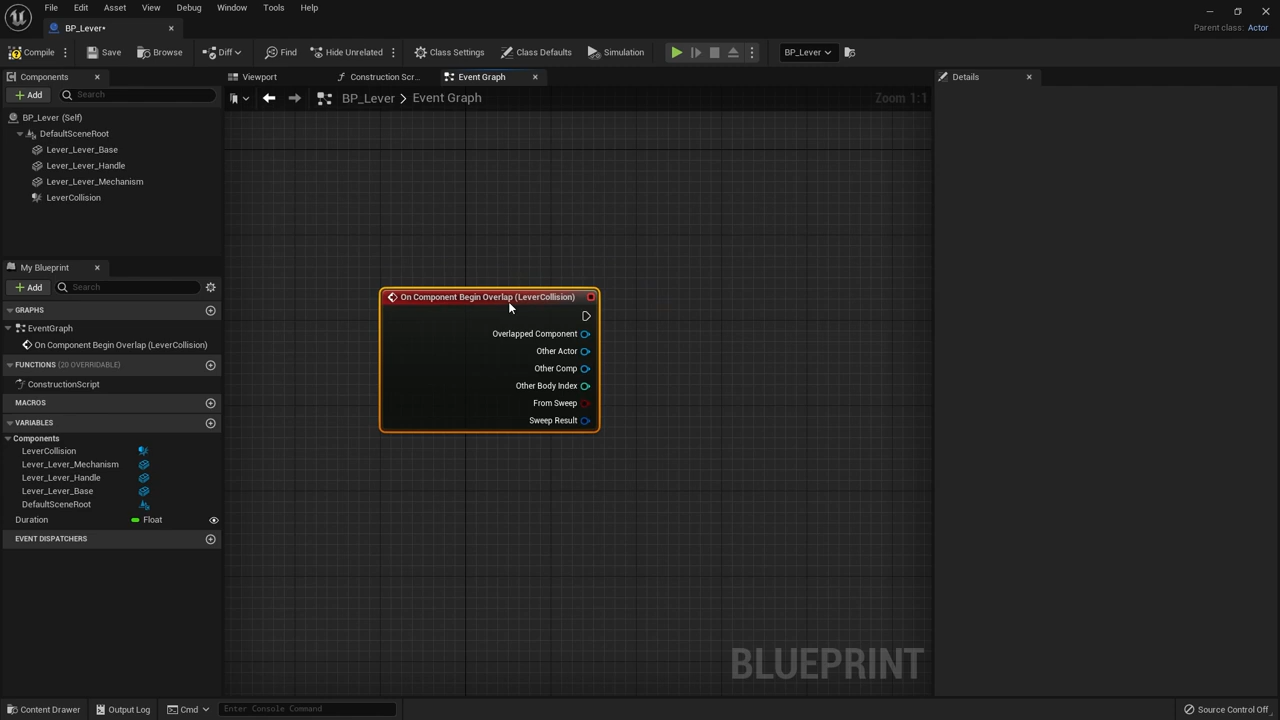 File Edit Asset View Debug Window Tools Help
BP_Lever•
Parent class: Actor
Compile Save Browse Diff Find Hide Unrelated Class Settings Class Defaults Simulation BP_Lever
Components
Viewport Construction Scr... Event Graph
Details
Add Search
BP_Lever > Event Graph
Zoom 1:1
BP_Lever (Self)
DefaultSceneRoot
Lever_Lever_Base
Lever_Lever_Handle
Lever_Lever_Mechanism
LeverCollision
My Blueprint
Add Search
GRAPHS
EventGraph
On Component Begin Overlap (LeverCollision)
FUNCTIONS (20 OVERRIDABLE)
ConstructionScript
MACROS
VARIABLES
Components
LeverCollision
Lever_Lever_Mechanism
Lever_Lever_Handle
Lever_Lever_Base
DefaultSceneRoot
Duration Float
EVENT DISPATCHERS
On Component Begin Overlap (LeverCollision)
Overlapped Component
Other Actor
Other Comp
Other Body Index
From Sweep
Sweep Result
BLUEPRINT
Content Drawer Output Log Cmd Enter Console Command Source Control Off